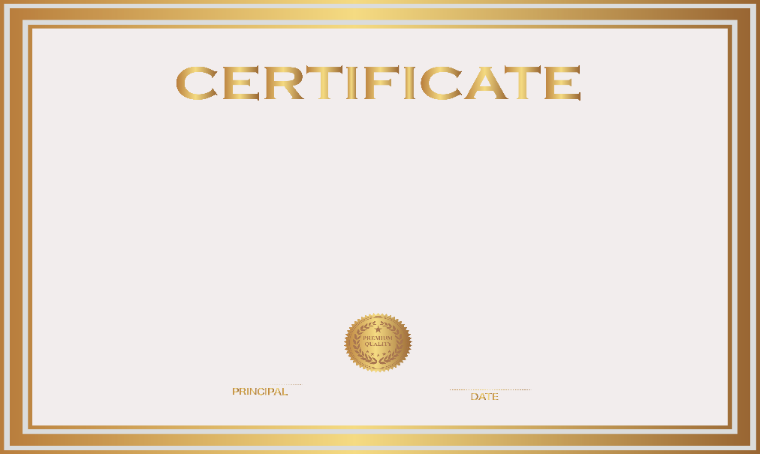 CERTIFICATE
PREMIUM
QUALITY
PRINCIPAL
DATE